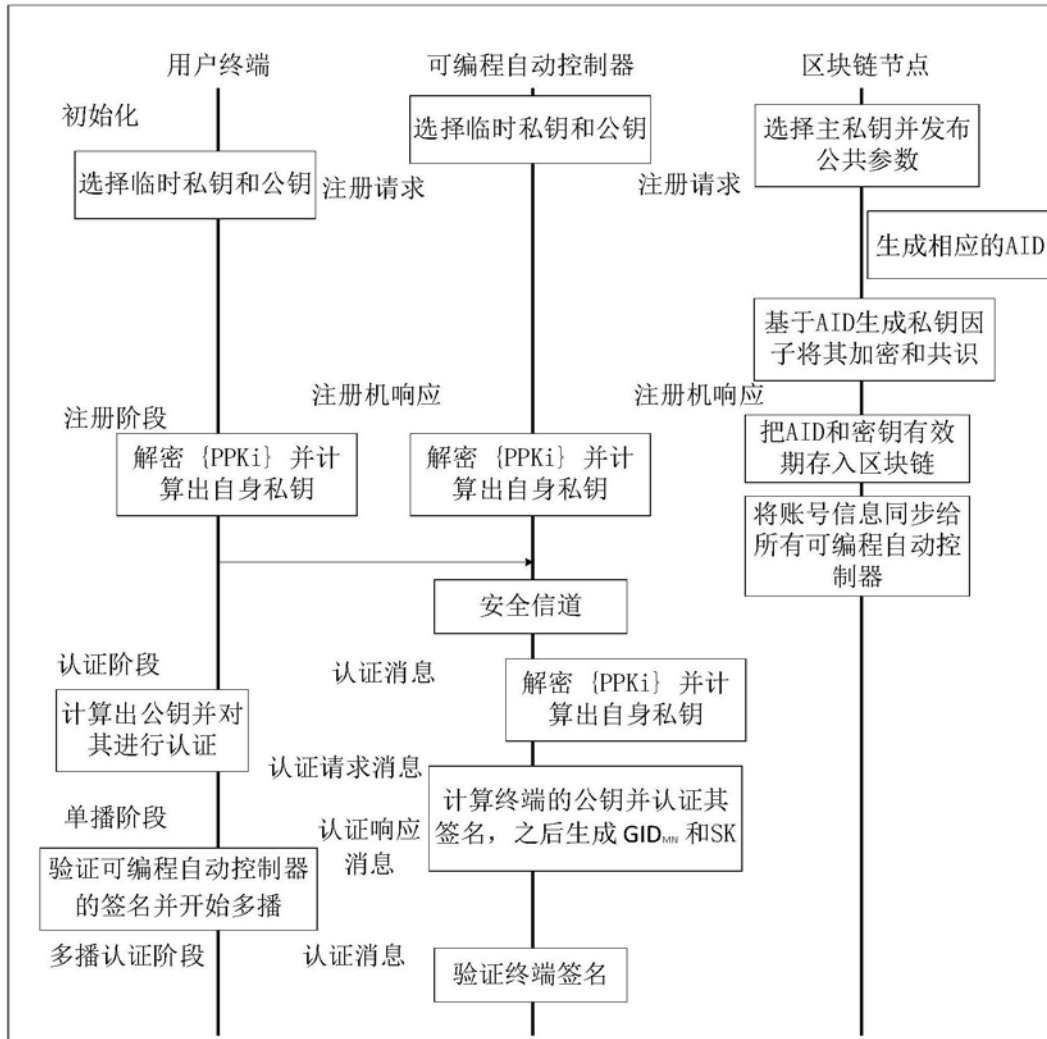 用户终端
可编程自动控制器
区块链节点
初始化
选择临时私钥和公钥
选择主私钥并发布
公共参数
选择临时私钥和公钥
注册请求
注册请求
生成相应的AID
基于AID生成私钥因
子将其加密和共识
注册机响应
注册机响应
注册阶段
解密 {PPKi} 并计
算出自身私钥
解密 {PPKi} 并计
算出自身私钥
把AID和密钥有效
期存入区块链
将账号信息同步给
所有可编程自动控
制器
安全信道
认证阶段
认证消息
解密 {PPKi} 并计
算出自身私钥
计算出公钥并对
其进行认证
认证请求消息
计算终端的公钥并认证其
签名，之后生成 GIDMN 和SK
单播阶段
认证响应
消息
验证可编程自动控制器
的签名并开始多播
多播认证阶段
认证消息
验证终端签名